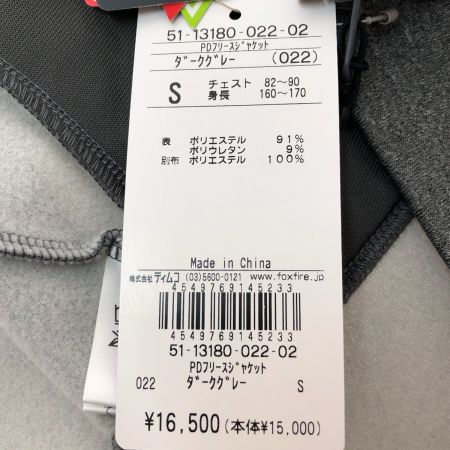 51-13180-022-02
PDﾌﾘｰｽｼﾞｬｹｯﾄ
ﾀﾞｰｸｸﾞﾚｰ (022)
S チェスト 82～90
身長 160～170
表 ポリエステル 91%
ポリウレタン 9%
別布 ポリエステル 100%
Made in China
株式会社ティムコ (03)5600-0121 www.foxfire.jp
4 549769 145233
4549769145233
51-13180-022-02
PDﾌﾘｰｽｼﾞｬｹｯﾄ
022 ﾀﾞｰｸｸﾞﾚｰ S
¥16,500(本体¥15,000)